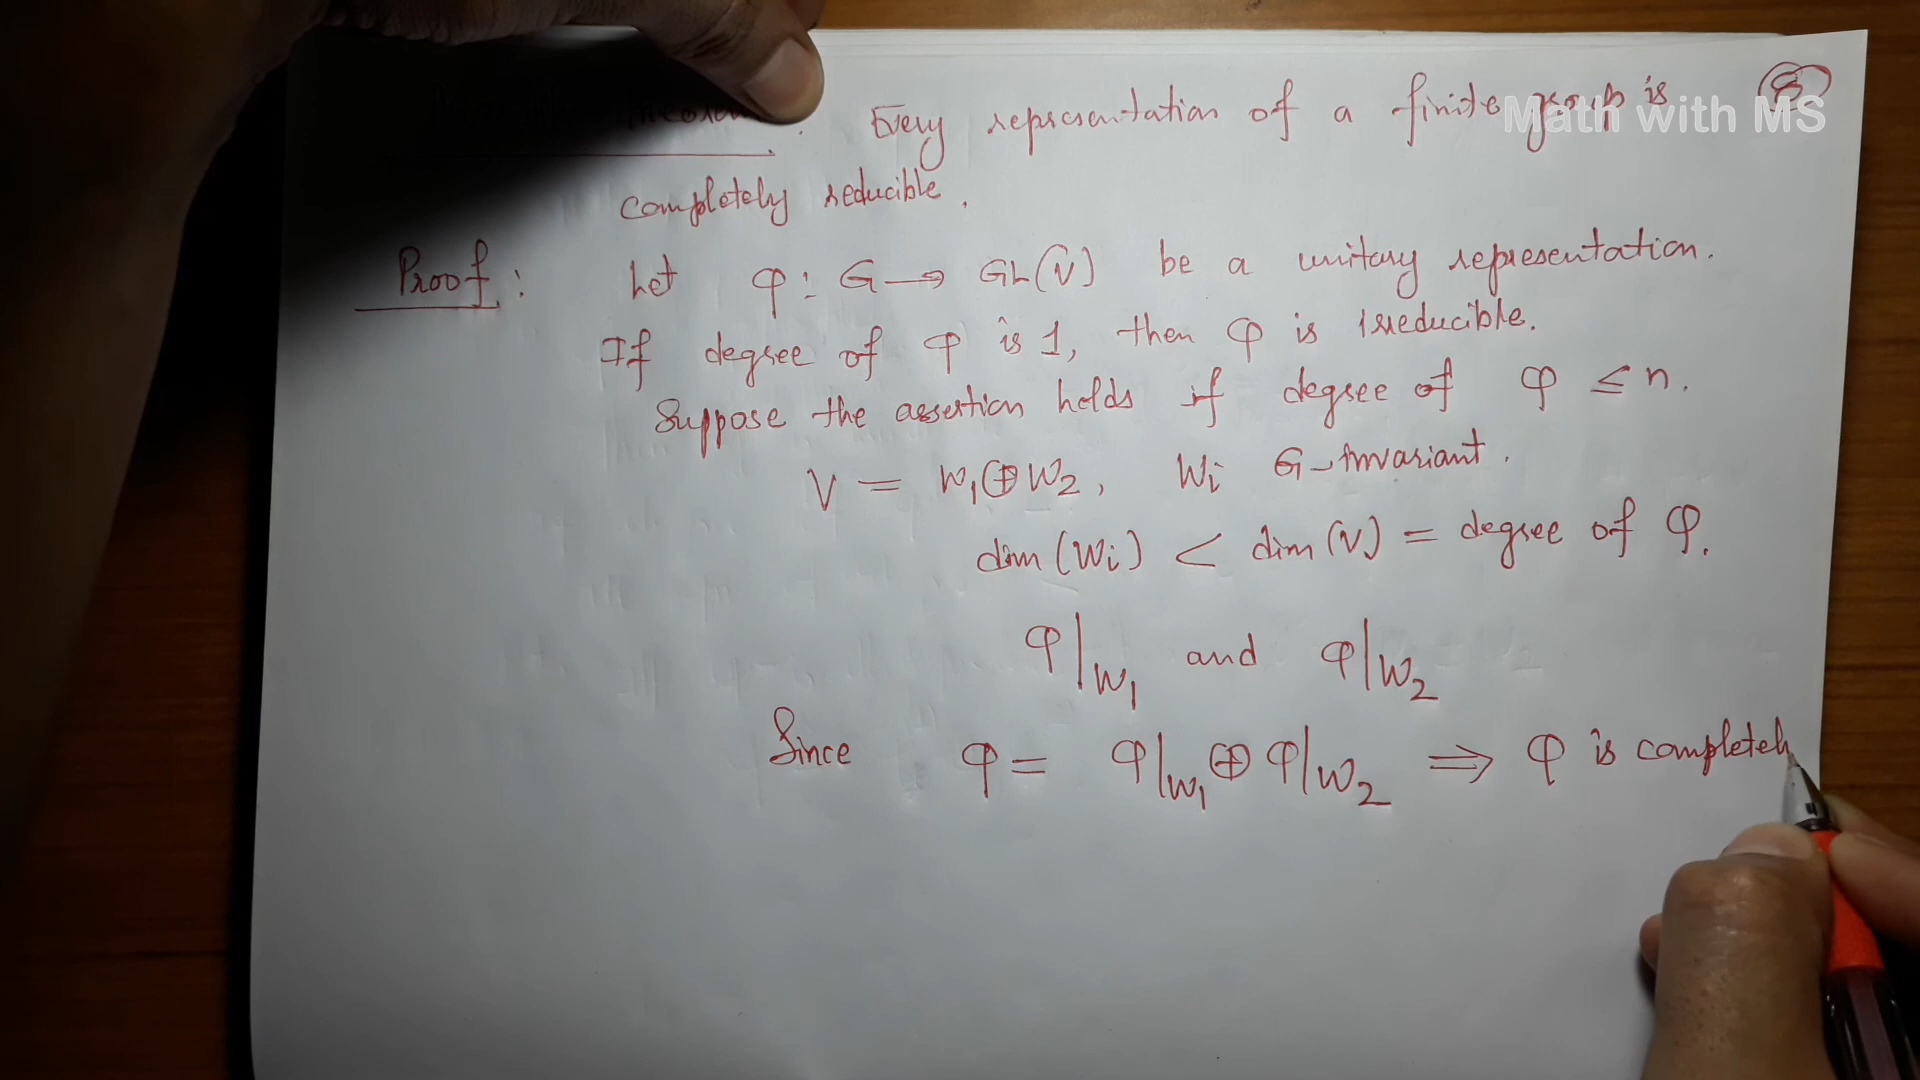 Every representation of a finite group is 8
Math with MS
completely reducible.
Proof: Let φ: G → GL(V) be a unitary representation.
If degree of φ is 1, then φ is irreducible.
Suppose the assertion holds if degree of φ ≤ n.
V = W₁⊕W₂, Wi G-invariant.
dim(Wi) < dim(V) = degree of φ.
φ|W₁ and φ|W₂
Since φ = φ|W₁ ⊕ φ|W₂ ⟹ φ is completely